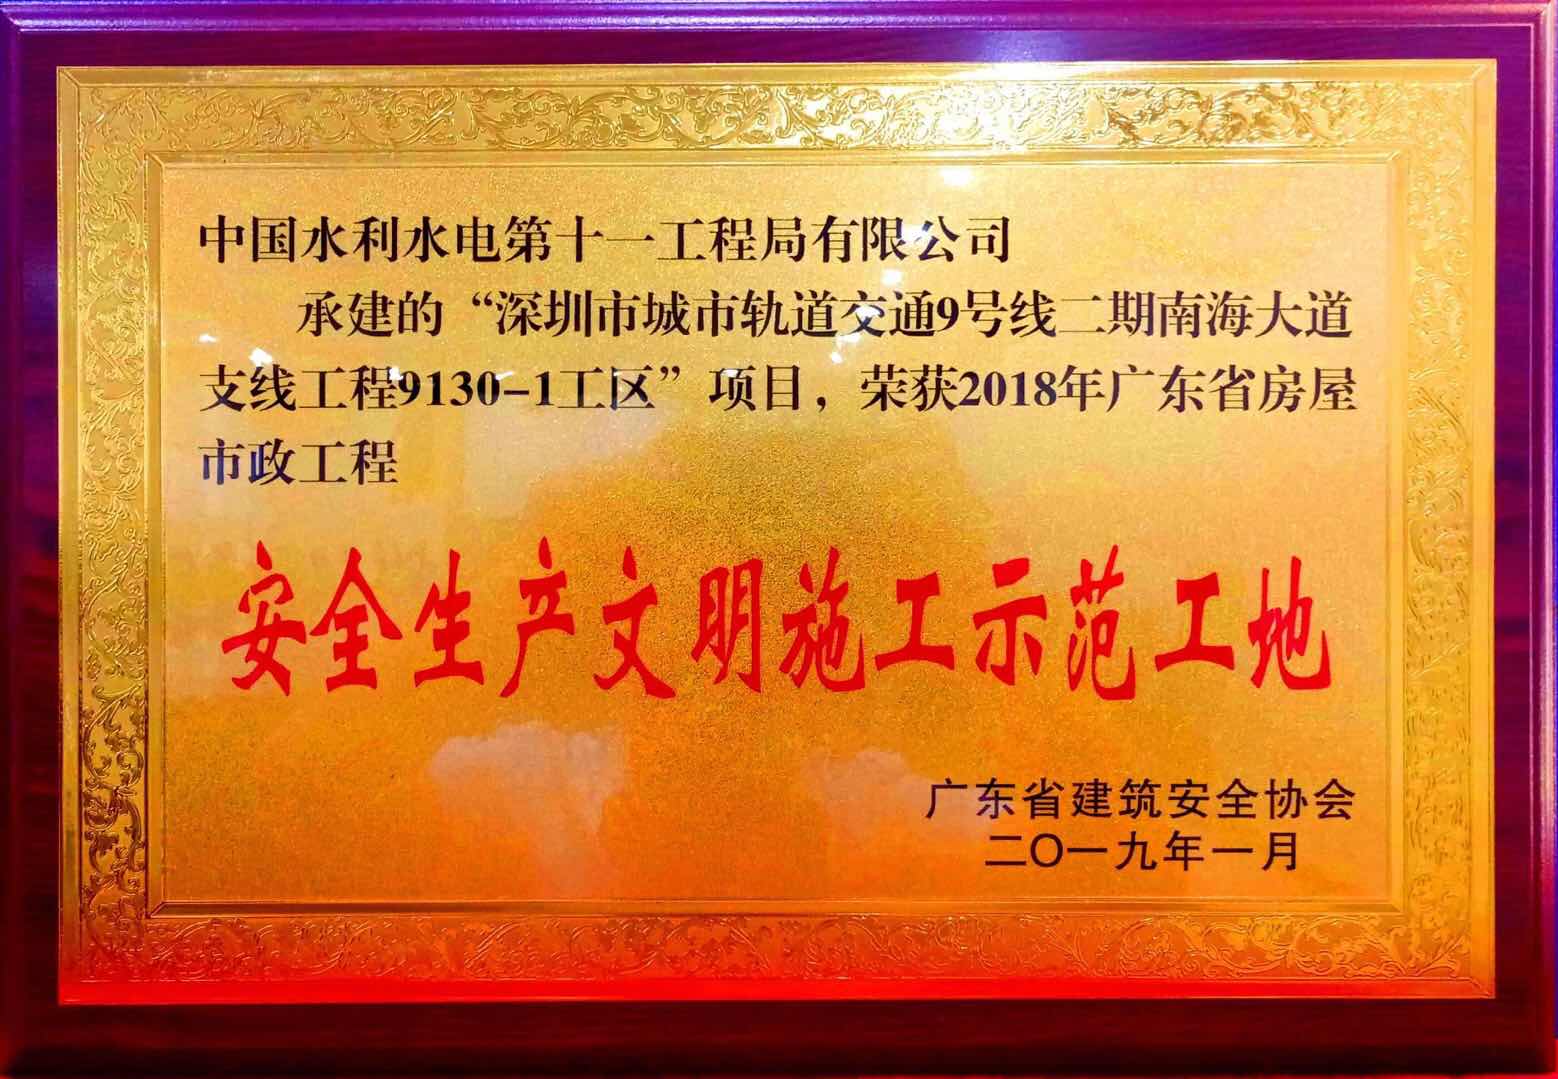 中国水利水电第十一工程局有限公司
承建的“深圳市城市轨道交通9号线二期南海大道
支线工程9130-1工区”项目，荣获2018年广东省房屋
市政工程
安全生产文明施工示范工地
广东省建筑安全协会
二〇一九年一月